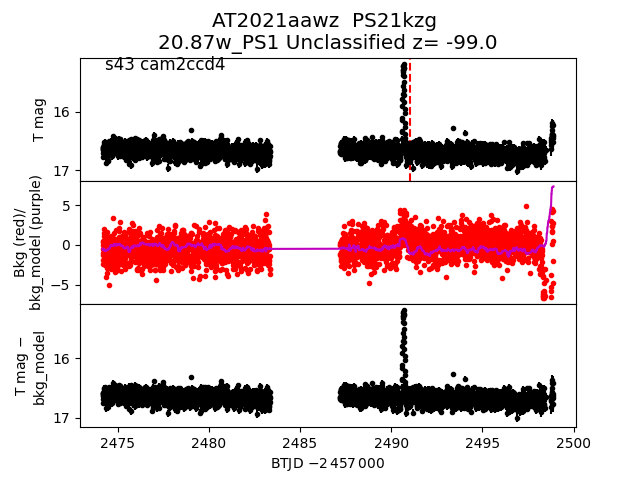 AT2021aawz  PS21kzg
20.87w_PS1 Unclassified z= -99.0
s43 cam2ccd4
T mag
16
17
Bkg (red)/
bkg_model (purple)
5
0
−5
T mag −
bkg_model
16
17
2475 2480 2485 2490 2495 2500
BTJD −2 457 000